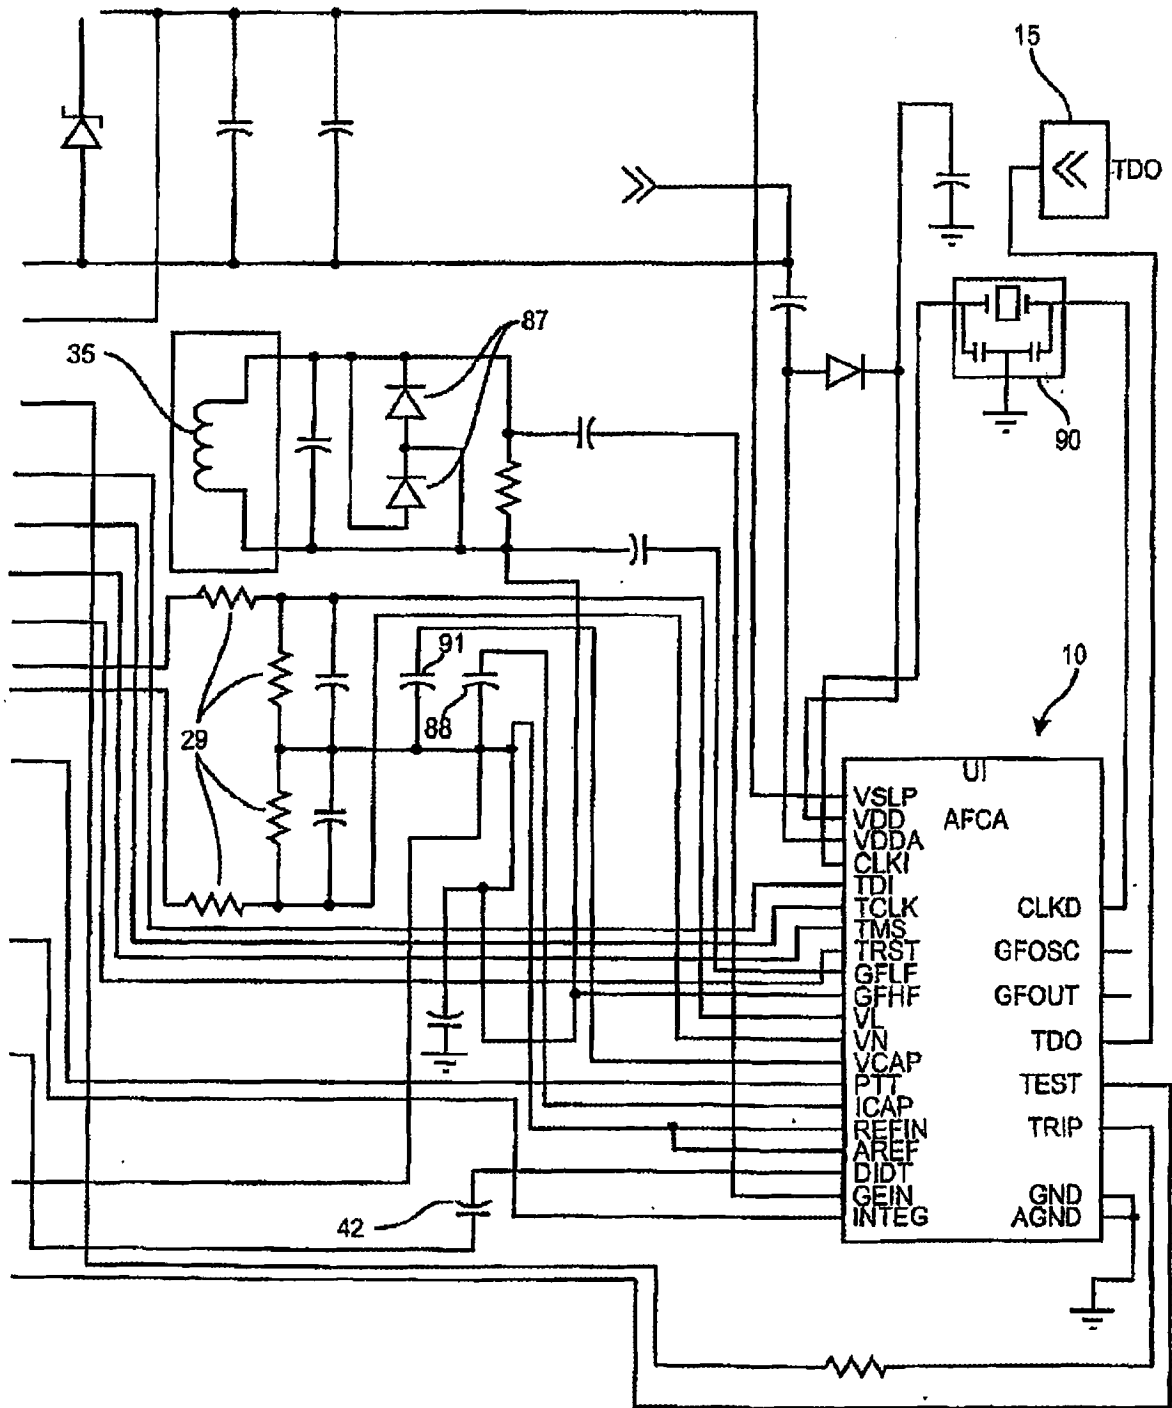 15
TDO
87
35
90
91
10
88
29
UI
AFCA
VSLP
VDD
VDDA
CLKI
TDI
TCLK
CLKD
TMS
TRST
GFOSC
GFLF
GFHF
GFOUT
VL
VN
TDO
VCAP
PTT
TEST
ICAP
REFIN
TRIP
AREF
DIDT
GEIN
GND
INTEG
AGND
42